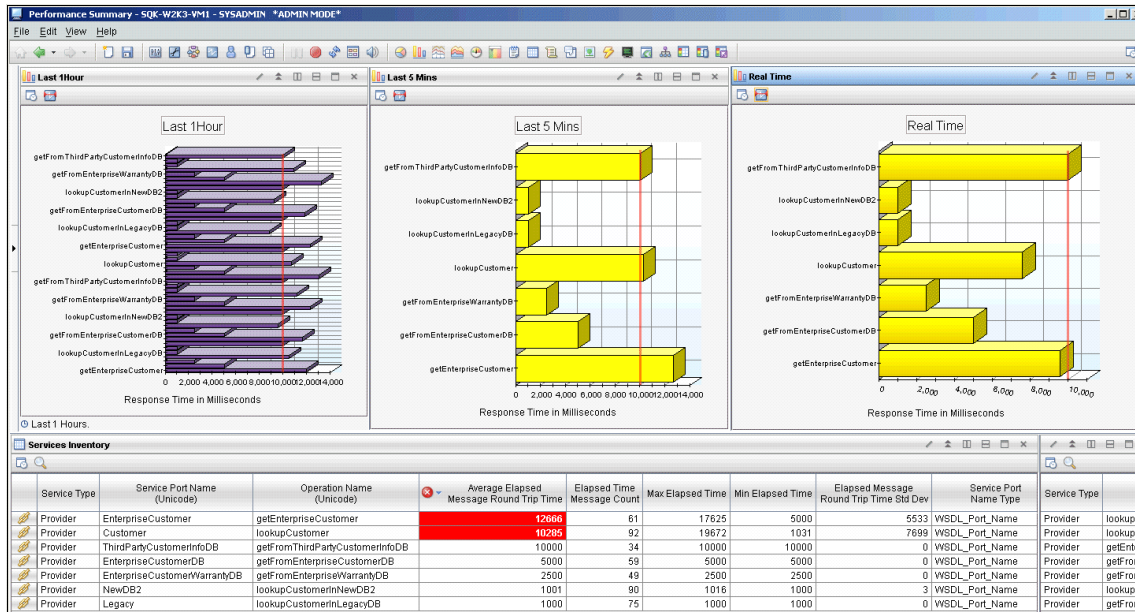 Performance Summary - SQK-W2K3-VM1 - SYSADMIN *ADMIN MODE*
File Edit View Help
Last 1Hour
Last 1Hour
getFromThirdPartyCustomerInfoDB
getFromEnterpriseWarrantyDB
lookupCustomerInNewDB2
getFromEnterpriseCustomerDB
lookupCustomerInLegacyDB
getEnterpriseCustomer
lookupCustomer
getFromThirdPartyCustomerInfoDB
getFromEnterpriseWarrantyDB
lookupCustomerInNewDB2
getFromEnterpriseCustomerDB
lookupCustomerInLegacyDB
getEnterpriseCustomer
0 2,000 4,000 6,000 8,000 10,000 12,000 14,000
Response Time in Milliseconds
Last 1 Hours.
Last 5 Mins
Last 5 Mins
getFromThirdPartyCustomerInfoDB
lookupCustomerInNewDB2
lookupCustomerInLegacyDB
lookupCustomer
getFromEnterpriseWarrantyDB
getFromEnterpriseCustomerDB
getEnterpriseCustomer
0 2,000 4,000 6,000 8,000 10,000 12,000 14,000
Response Time in Milliseconds
Real Time
Real Time
getFromThirdPartyCustomerInfoDB
lookupCustomerInNewDB2
lookupCustomerInLegacyDB
lookupCustomer
getFromEnterpriseWarrantyDB
getFromEnterpriseCustomerDB
getEnterpriseCustomer
0 2,000 4,000 6,000 8,000 10,000
Response Time in Milliseconds
Services Inventory
Service Type Service Port Name (Unicode) Operation Name (Unicode) Average Elapsed Message Round Trip Time Elapsed Time Message Count Max Elapsed Time Min Elapsed Time Elapsed Message Round Trip Time Std Dev Service Port Name Type Service Type
Provider EnterpriseCustomer getEnterpriseCustomer 12666 61 17625 5000 5533 WSDL_Port_Name Provider lookup
Provider Customer lookupCustomer 10285 92 19672 1031 7699 WSDL_Port_Name Provider lookup
Provider ThirdPartyCustomerInfoDB getFromThirdPartyCustomerInfoDB 10000 34 10000 10000 0 WSDL_Port_Name Provider getEnt
Provider EnterpriseCustomerDB getFromEnterpriseCustomerDB 5000 59 5000 5000 0 WSDL_Port_Name Provider getFro
Provider EnterpriseCustomerWarrantyDB getFromEnterpriseWarrantyDB 2500 49 2500 2500 0 WSDL_Port_Name Provider getFro
Provider NewDB2 lookupCustomerInNewDB2 1001 90 1016 1000 3 WSDL_Port_Name Provider lookup
Provider Legacy lookupCustomerInLegacyDB 1000 75 1000 1000 0 WSDL_Port_Name Provider getFro